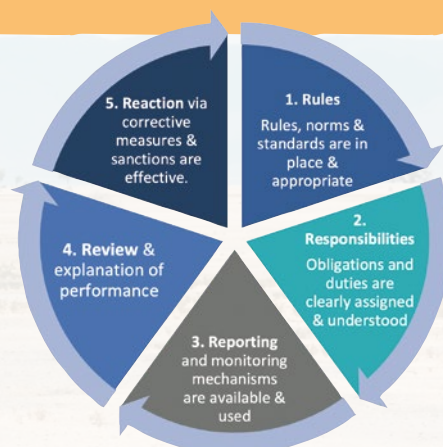 1. Rules
Rules, norms &
standards are in
place &
appropriate
2.
Responsibilities
Obligations and
duties are
clearly assigned
& understood
3. Reporting
and monitoring
mechanisms
are available &
used
4. Review &
explanation of
performance
5. Reaction via
corrective
measures &
sanctions are
effective.